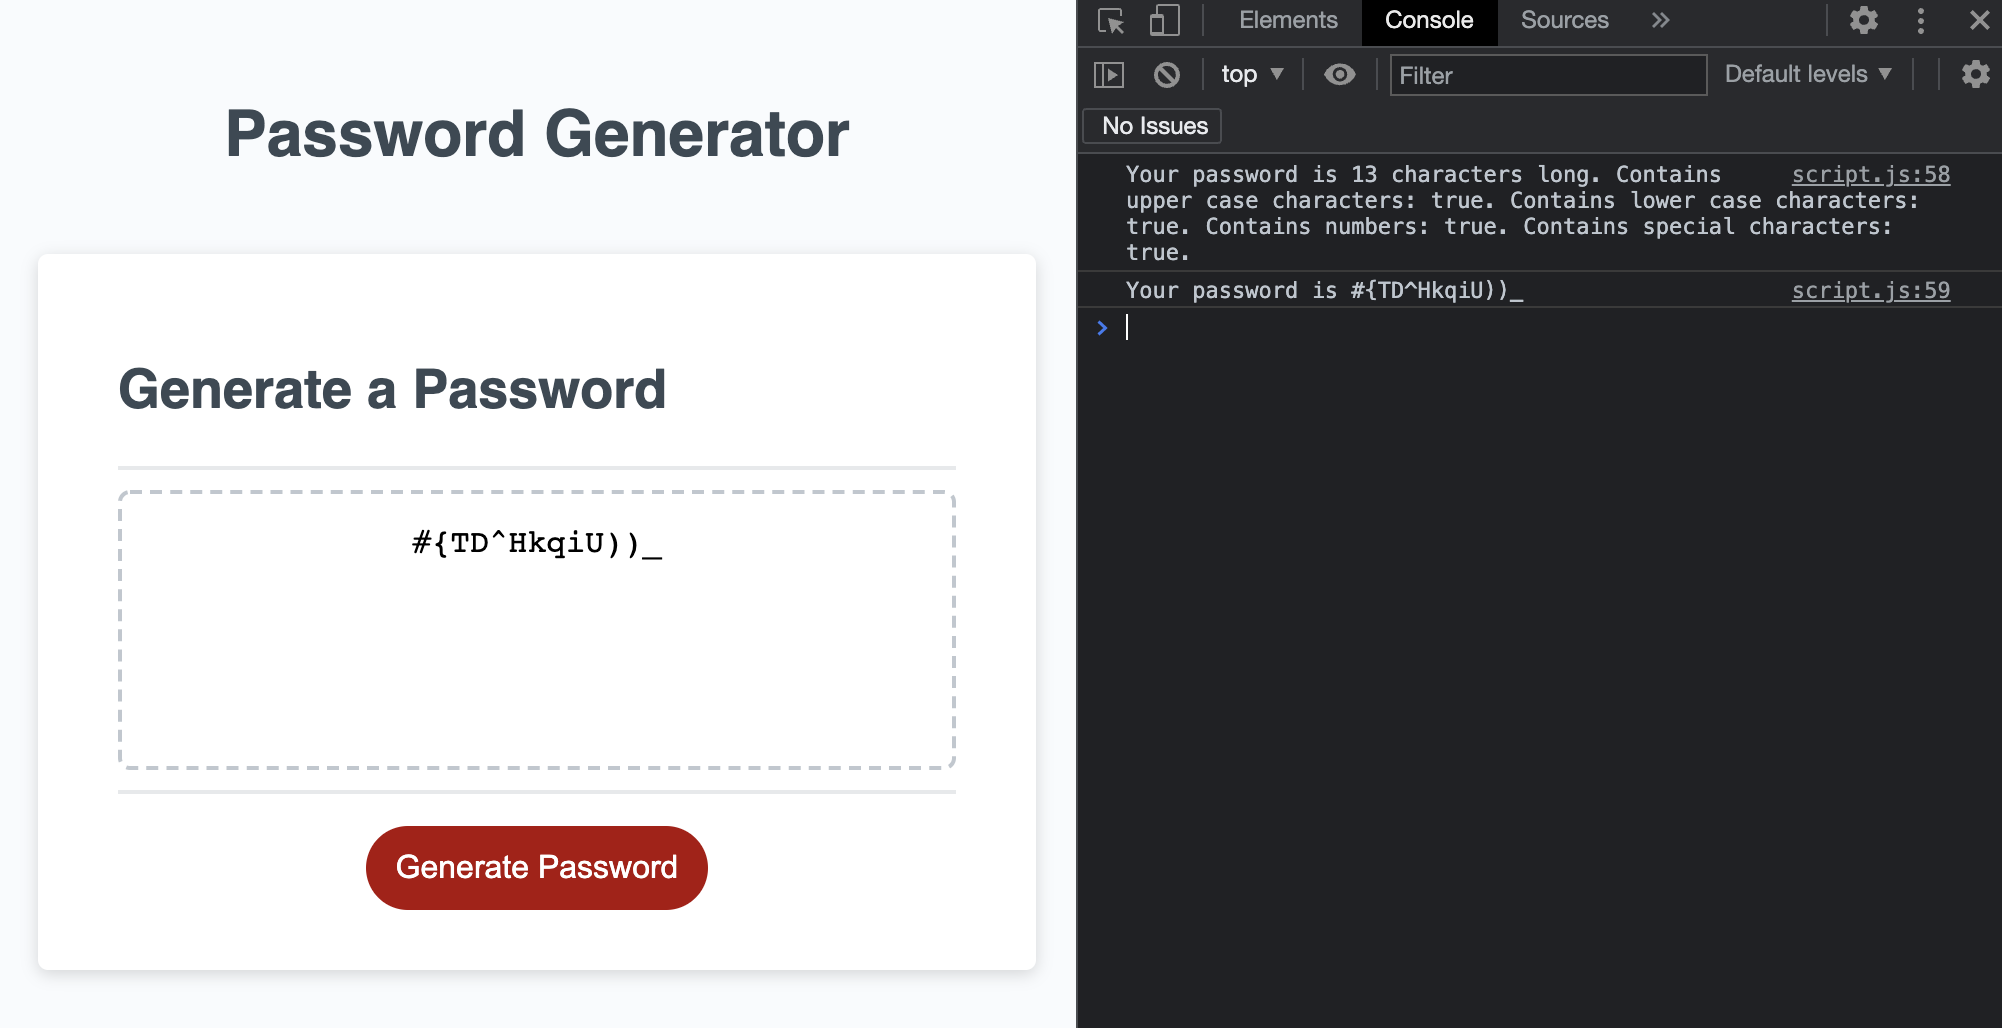 Password Generator
Generate a Password
#{TD^HkqiU))_
Generate Password
Elements Console Sources
top Filter Default levels
No Issues
Your password is 13 characters long. Contains script.js:58
upper case characters: true. Contains lower case characters:
true. Contains numbers: true. Contains special characters:
true.
Your password is #{TD^HkqiU))_ script.js:59